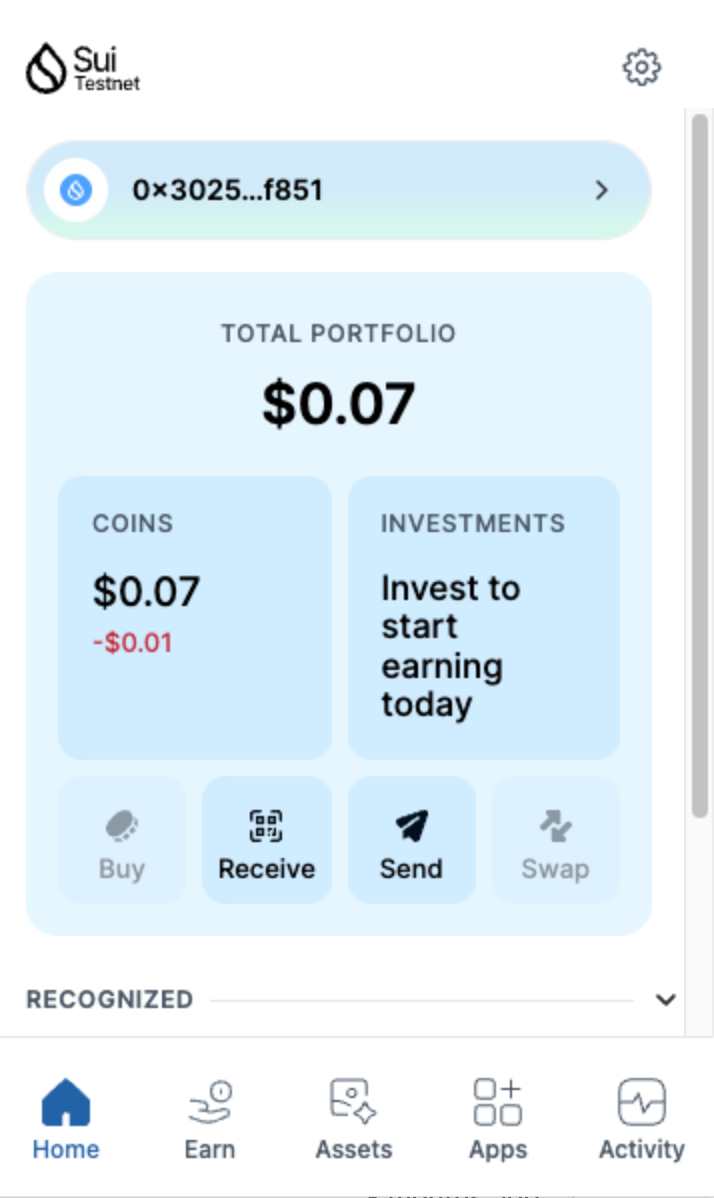 Sui
Testnet
0×3025...f851
TOTAL PORTFOLIO
$0.07
COINS
$0.07
-$0.01
INVESTMENTS
Invest to
start
earning
today
Buy
Receive
Send
Swap
RECOGNIZED
Home
Earn
Assets
Apps
Activity